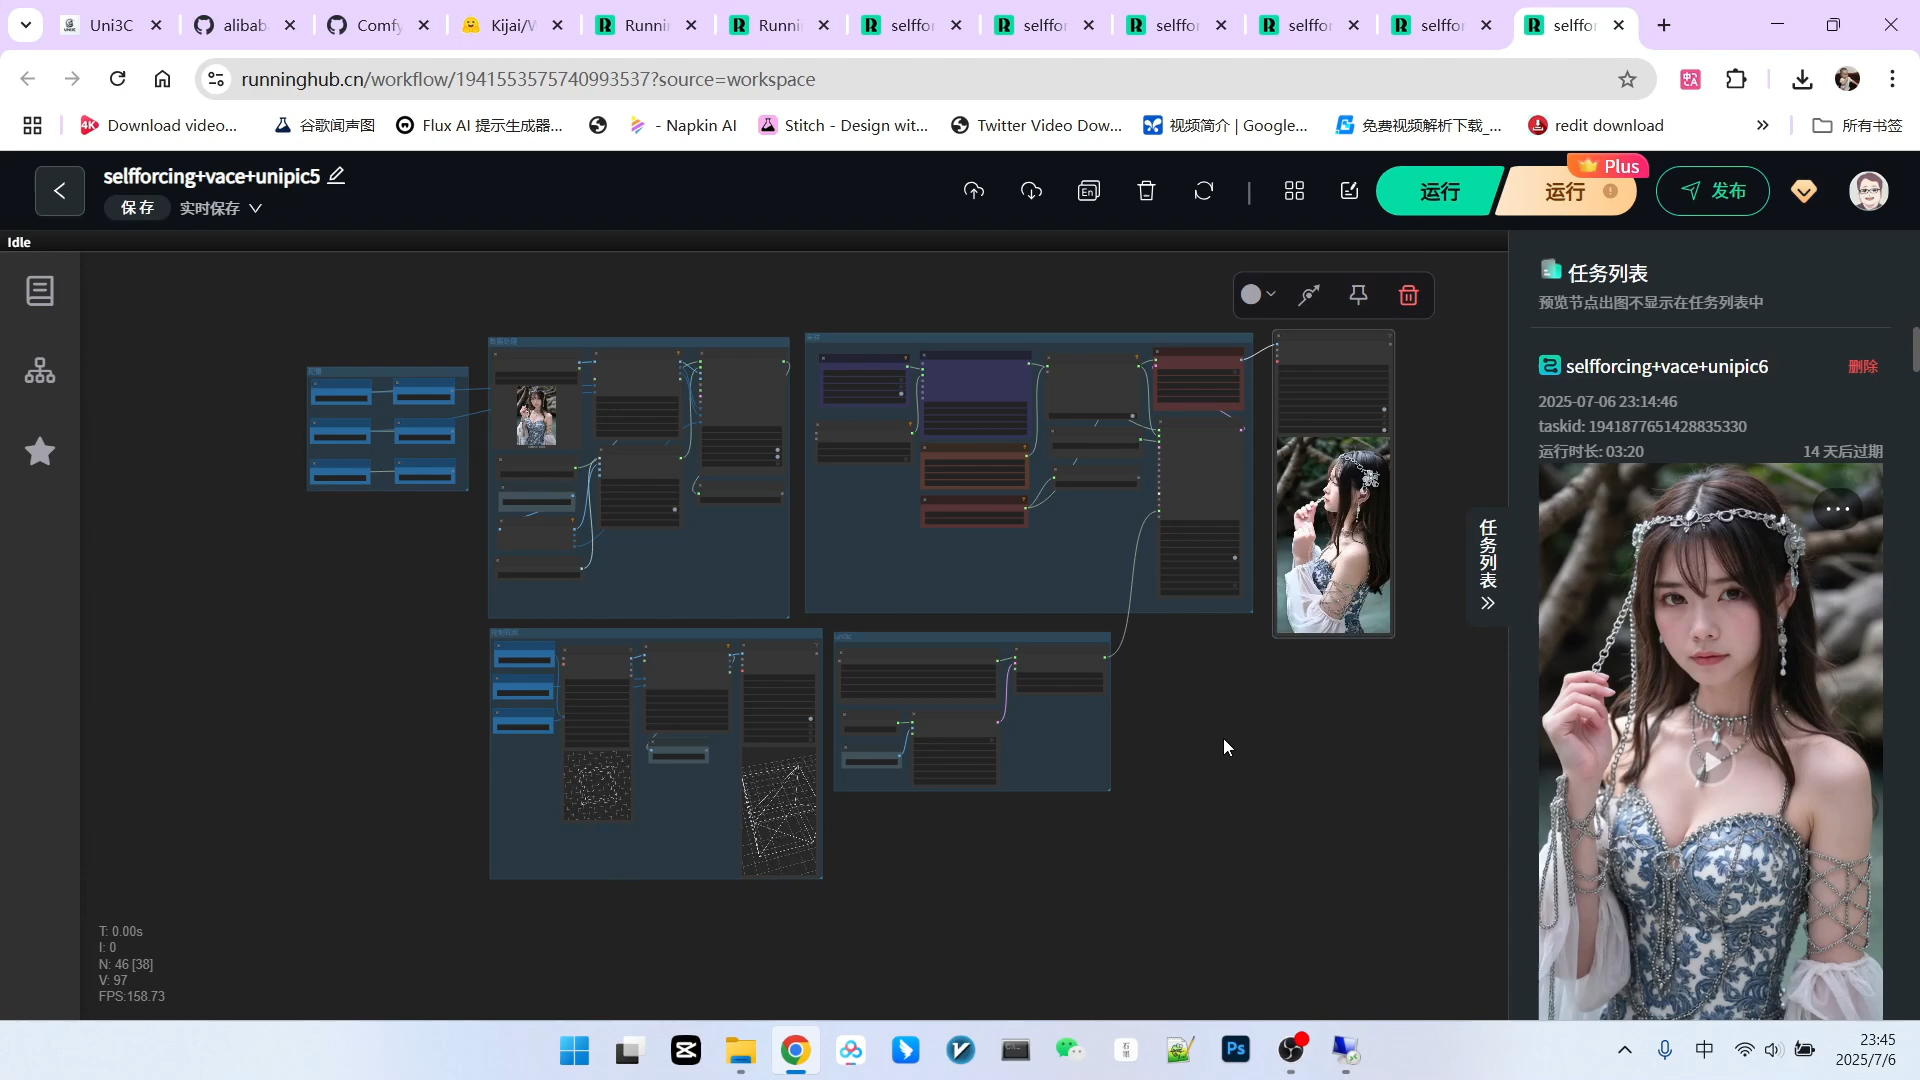 Uni3C
alibab
Comfy
Kijai/W
Runnin
Runnin
selffor
selffor
selffor
selffor
selffor
selffor
runninghub.cn/workflow/1941553575740993537?source=workspace
Download video...
谷歌闻声图
Flux AI 提示生成器...
- Napkin AI
Stitch - Design wit...
Twitter Video Dow...
视频简介 | Google...
免费视频解析下载_...
redit download
所有书签
selfforcing+vace+unipic5
保存
实时保存
En
运行
运行
Plus
发布
Idle
任务列表
预览节点出图不显示在任务列表中
selfforcing+vace+unipic6
删除
2025-07-06 23:14:46
taskid: 1941877651428835330
运行时长: 03:20
14 天后过期
任务列表
T: 0.00s
I: 0
N: 46 [38]
V: 97
FPS:158.73
Ps
中
23:45
2025/7/6